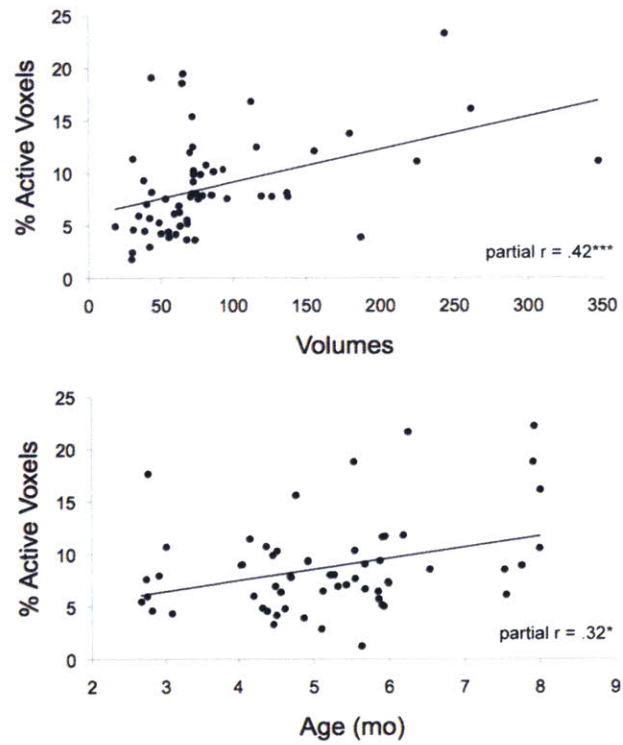 25
20
15
10
5
0
% Active Voxels
partial r = .42***
0 50 100 150 200 250 300 350
Volumes
25
20
15
10
5
0
% Active Voxels
partial r = .32*
2 3 4 5 6 7 8 9
Age (mo)